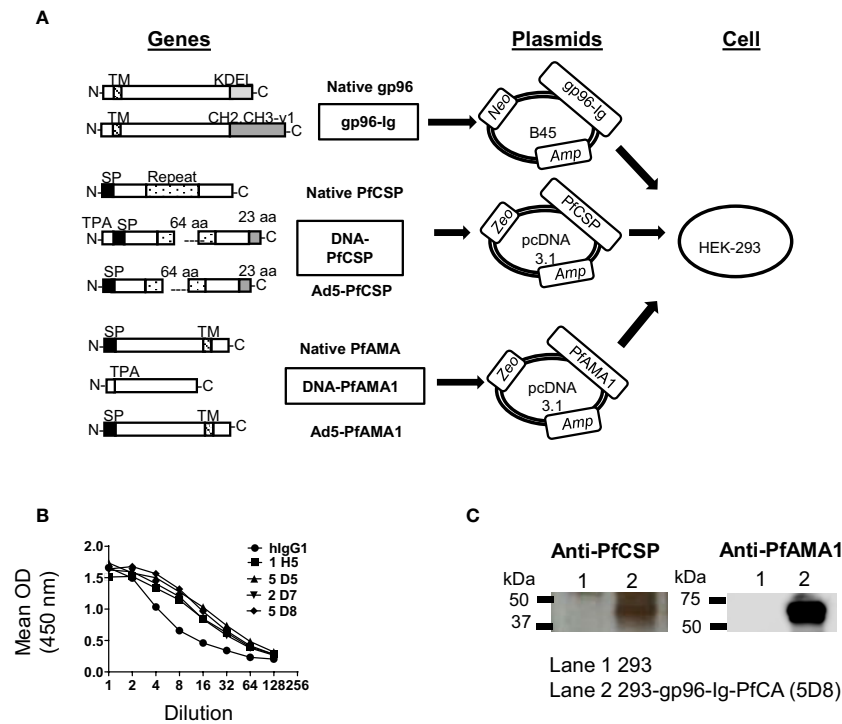 A
Genes
Plasmids
Cell
TM
KDEL
N-
-C
Native gp96
TM
CH2.CH3-γ1
N-
-C
gp96-Ig
Neo
gp96-Ig
B45
Amp
SP
Repeat
N-
-C
Native PfCSP
TPA
SP
64 aa
23 aa
N-
-C
DNA-
PfCSP
Zeo
PfCSP
pcDNA
3.1
Amp
HEK-293
SP
64 aa
23 aa
N-
-C
Ad5-PfCSP
SP
TM
N-
-C
Native PfAMA
TPA
N-
-C
DNA-PfAMA1
Zeo
PfAMA1
pcDNA
3.1
Amp
SP
TM
N-
-C
Ad5-PfAMA1
B
Mean OD
(450 nm)
2.0
1.5
1.0
0.5
0.0
1 2 4 8 16 32 64 128 256
Dilution
hIgG1
1 H5
5 D5
2 D7
5 D8
C
Anti-PfCSP
Anti-PfAMA1
kDa 1 2
50
37
kDa 1 2
75
50
Lane 1 293
Lane 2 293-gp96-Ig-PfCA (5D8)